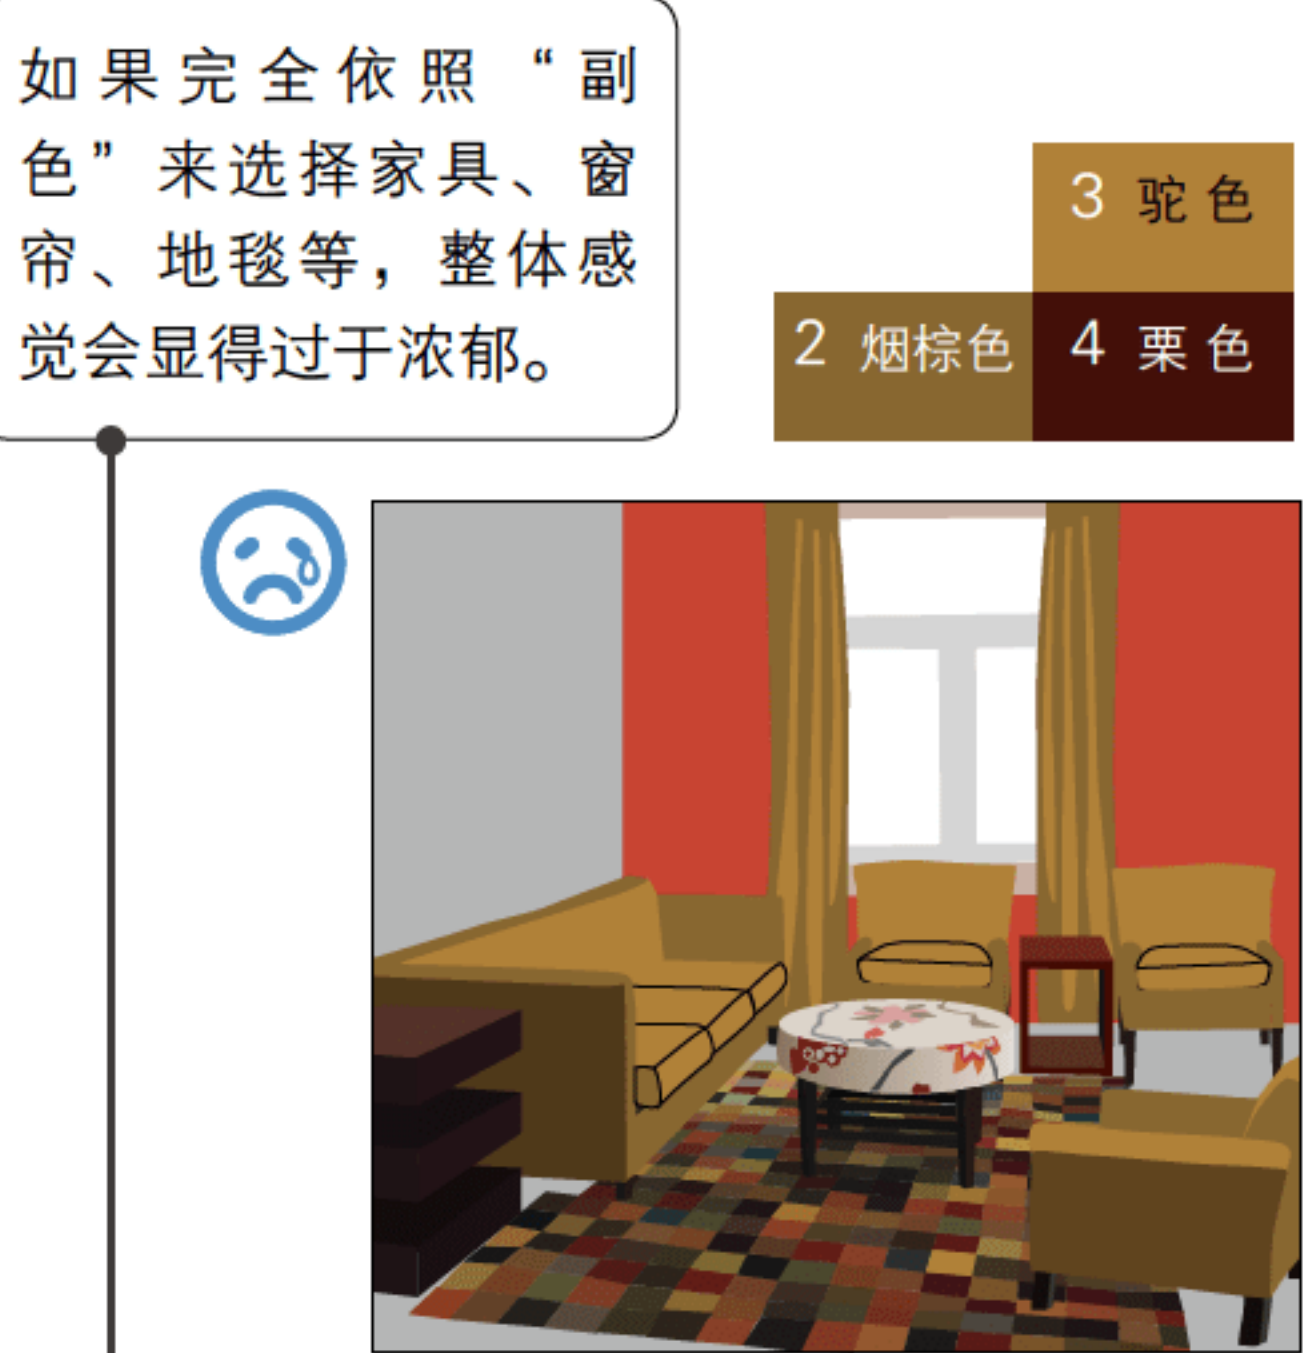 如果完全依照“副
色”来选择家具、窗
帘、地毯等，整体感
觉会显得过于浓郁。
3 驼色
2 烟棕色
4 栗色